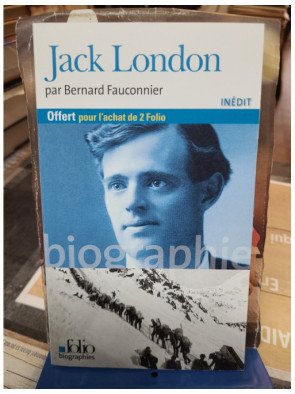 Jack London
par Bernard Fauconnier
INÉDIT
Offert pour l'achat de 2 Folio
biographie
folio
biographies